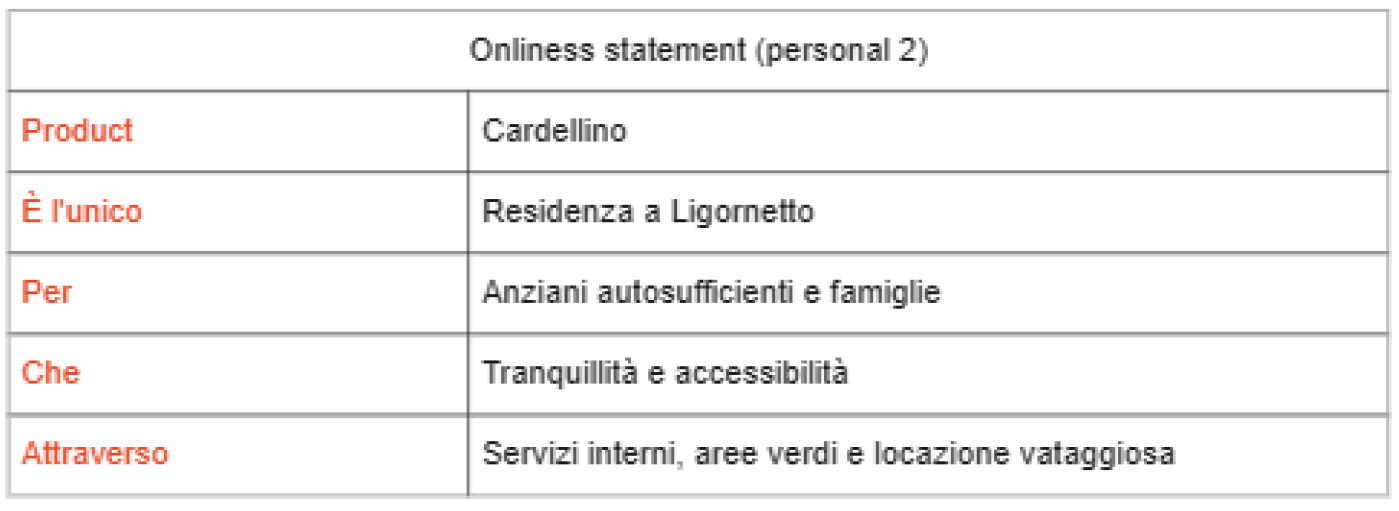 Onliness statement (personal 2)
Product Cardellino
È l'unico Residenza a Ligornetto
Per Anziani autosufficienti e famiglie
Che Tranquillità e accessibilità
Attraverso Servizi interni, aree verdi e locazione vataggiosa